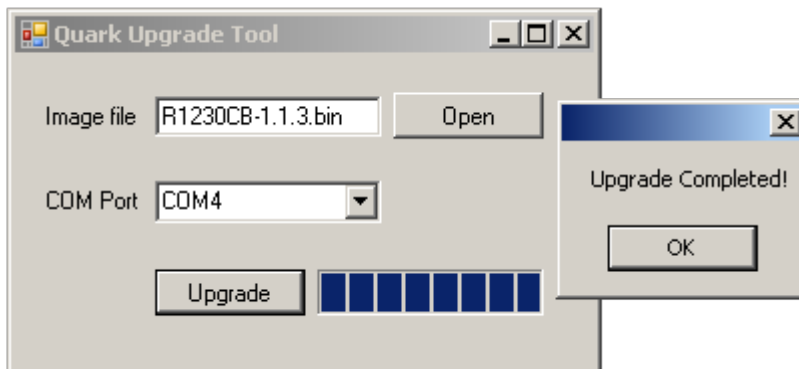 Quark Upgrade Tool
Image file R1230CB-1.1.3.bin Open
COM Port COM4
Upgrade
Upgrade Completed!
OK